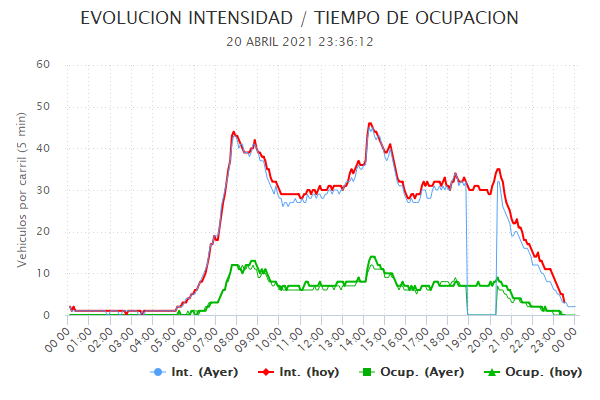 EVOLUCION INTENSIDAD / TIEMPO DE OCUPACION
20 ABRIL 2021 23:36:12
Vehiculos por carril (5 min)
60
50
40
30
20
10
0
00:00 01:00 02:00 03:00 04:00 05:00 06:00 07:00 08:00 09:00 10:00 11:00 12:00 13:00 14:00 15:00 16:00 17:00 18:00 19:00 20:00 21:00 22:00 23:00 00:00
Int. (Ayer) Int. (hoy) Ocup. (Ayer) Ocup. (hoy)